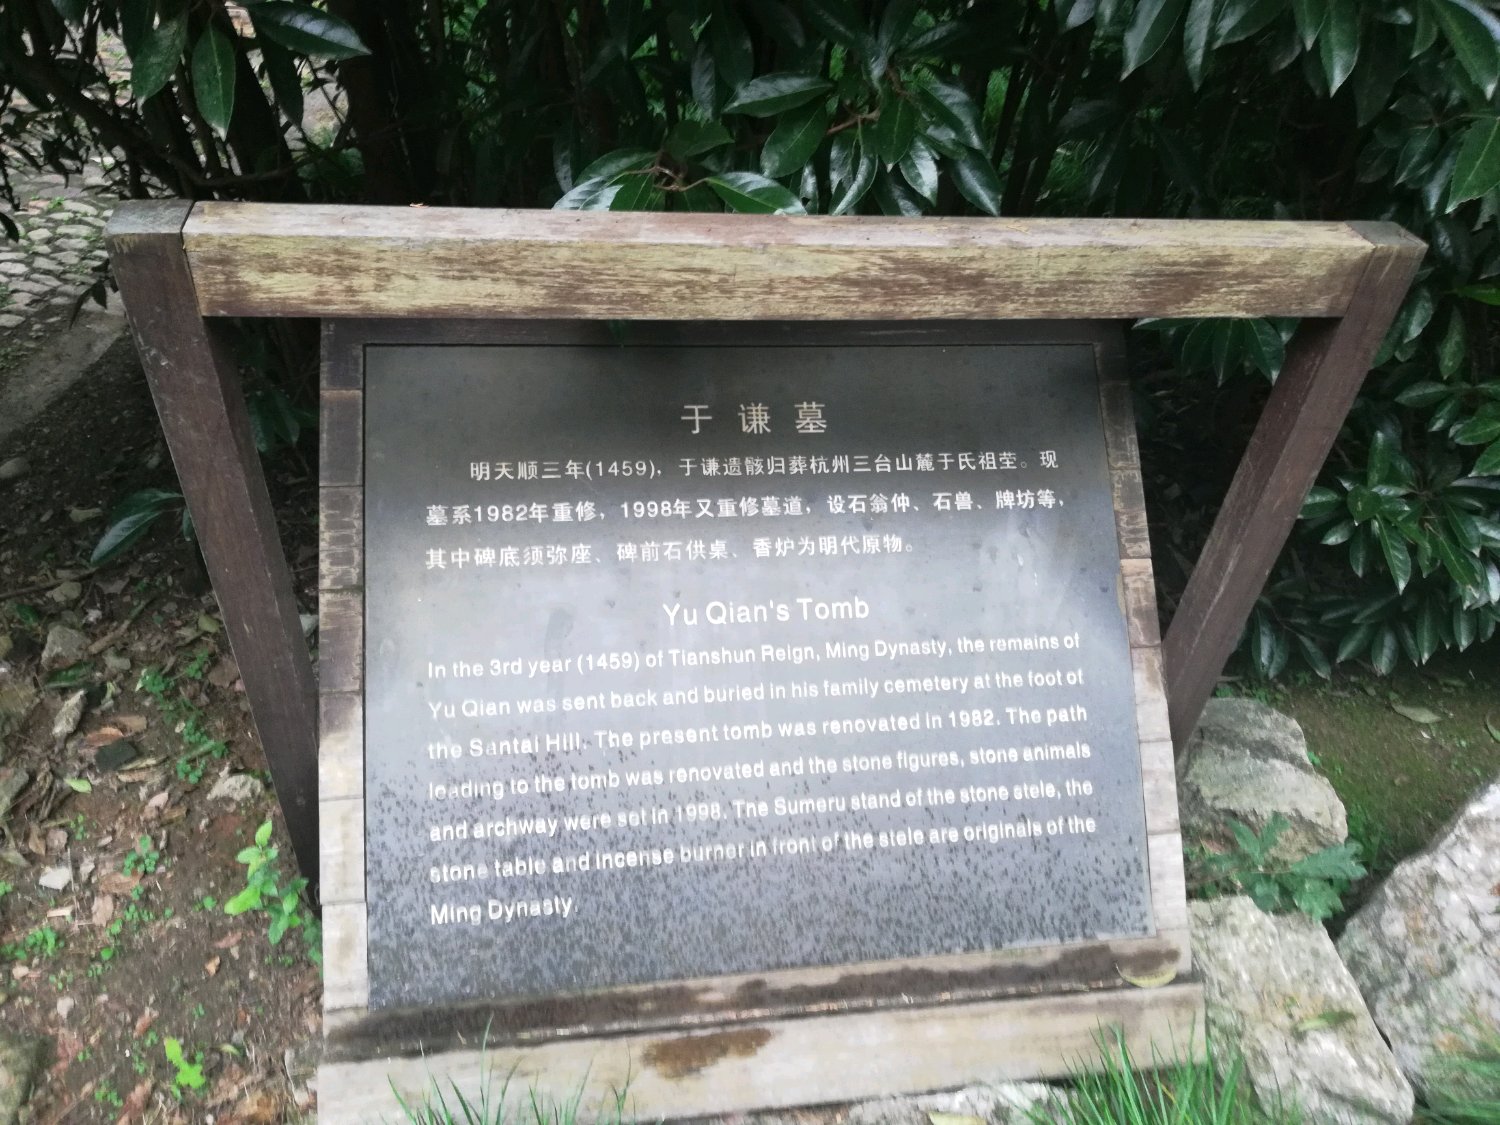 于谦墓
明天顺三年(1459)，于谦遗骸归葬杭州三台山麓于氏祖茔。现
墓系1982年重修，1998年又重修墓道，设石翁仲、石兽、牌坊等，
其中碑底须弥座、碑前石供桌、香炉为明代原物。
Yu Qian's Tomb
In the 3rd year (1459) of Tianshun Reign, Ming Dynasty, the remains of
Yu Qian was sent back and buried in his family cemetery at the foot of
the Santai Hill. The present tomb was renovated in 1982. The path
leading to the tomb was renovated and the stone figures, stone animals
and archway were set in 1998. The Sumeru stand of the stone stele, the
stone table and incense burner in front of the stele are originals of the
Ming Dynasty.